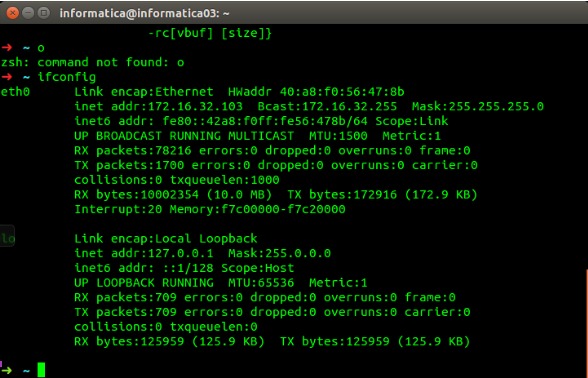 informatica@informatica03: ~
-rc[vbuf] [size]}
➜ ~ o
zsh: command not found: o
➜ ~ ifconfig
eth0 Link encap:Ethernet HWaddr 40:a8:f0:56:47:8b
inet addr:172.16.32.103 Bcast:172.16.32.255 Mask:255.255.255.0
inet6 addr: fe80::42a8:f0ff:fe56:478b/64 Scope:Link
UP BROADCAST RUNNING MULTICAST MTU:1500 Metric:1
RX packets:78216 errors:0 dropped:0 overruns:0 frame:0
TX packets:1700 errors:0 dropped:0 overruns:0 carrier:0
collisions:0 txqueuelen:1000
RX bytes:10002354 (10.0 MB) TX bytes:172916 (172.9 KB)
Interrupt:20 Memory:f7c00000-f7c20000
lo Link encap:Local Loopback
inet addr:127.0.0.1 Mask:255.0.0.0
inet6 addr: ::1/128 Scope:Host
UP LOOPBACK RUNNING MTU:65536 Metric:1
RX packets:709 errors:0 dropped:0 overruns:0 frame:0
TX packets:709 errors:0 dropped:0 overruns:0 carrier:0
collisions:0 txqueuelen:0
RX bytes:125959 (125.9 KB) TX bytes:125959 (125.9 KB)
➜ ~